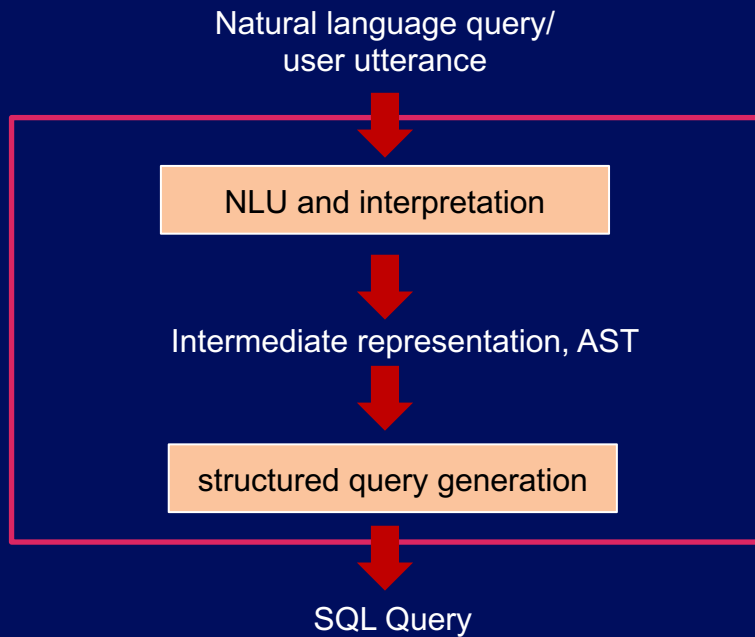 Natural language query/
user utterance
NLU and interpretation
Intermediate representation, AST
structured query generation
SQL Query